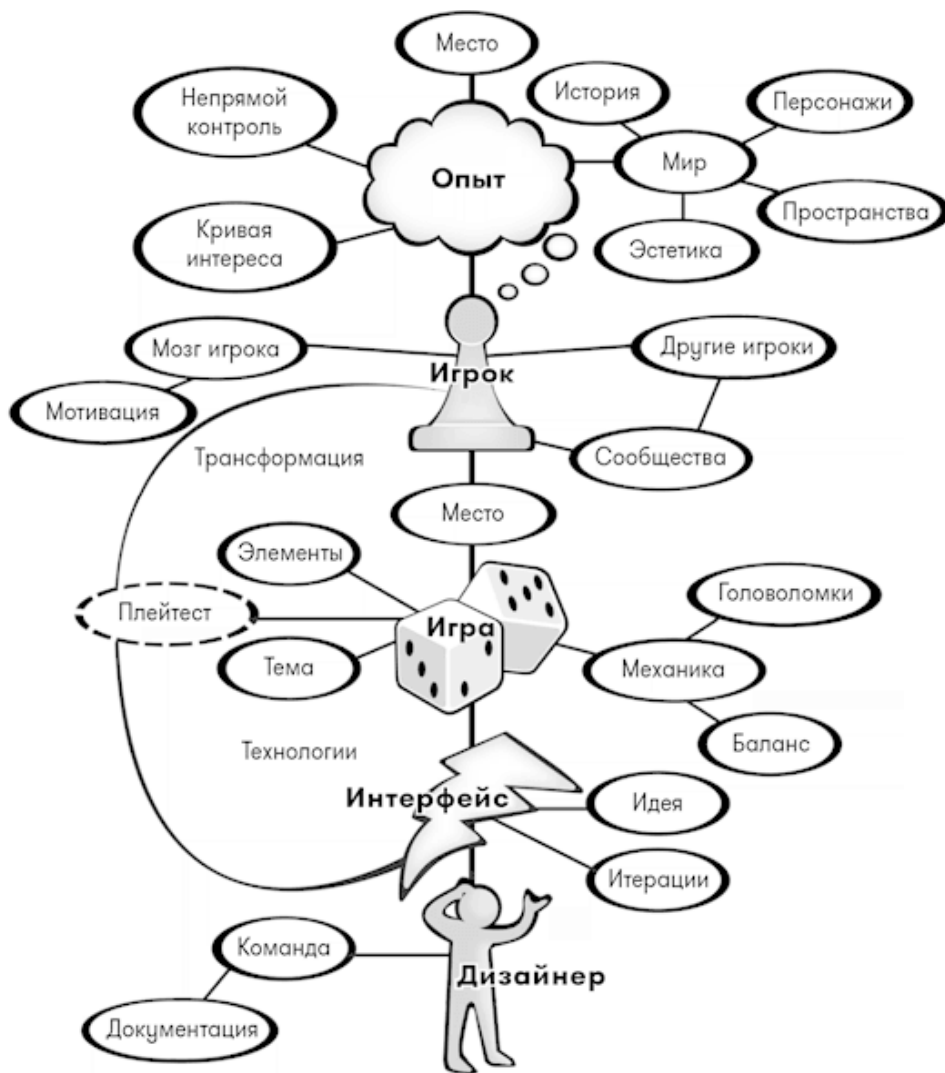 Место
История
Персонажи
Непрямой
контроль
Мир
Опыт
Пространства
Кривая
интереса
Эстетика
Мозг игрока
Другие игроки
Игрок
Мотивация
Трансформация
Сообщества
Место
Элементы
Головоломки
Плейтест
Игра
Тема
Механика
Технологии
Баланс
Интерфейс
Идея
Итерации
Команда
Дизайнер
Документация